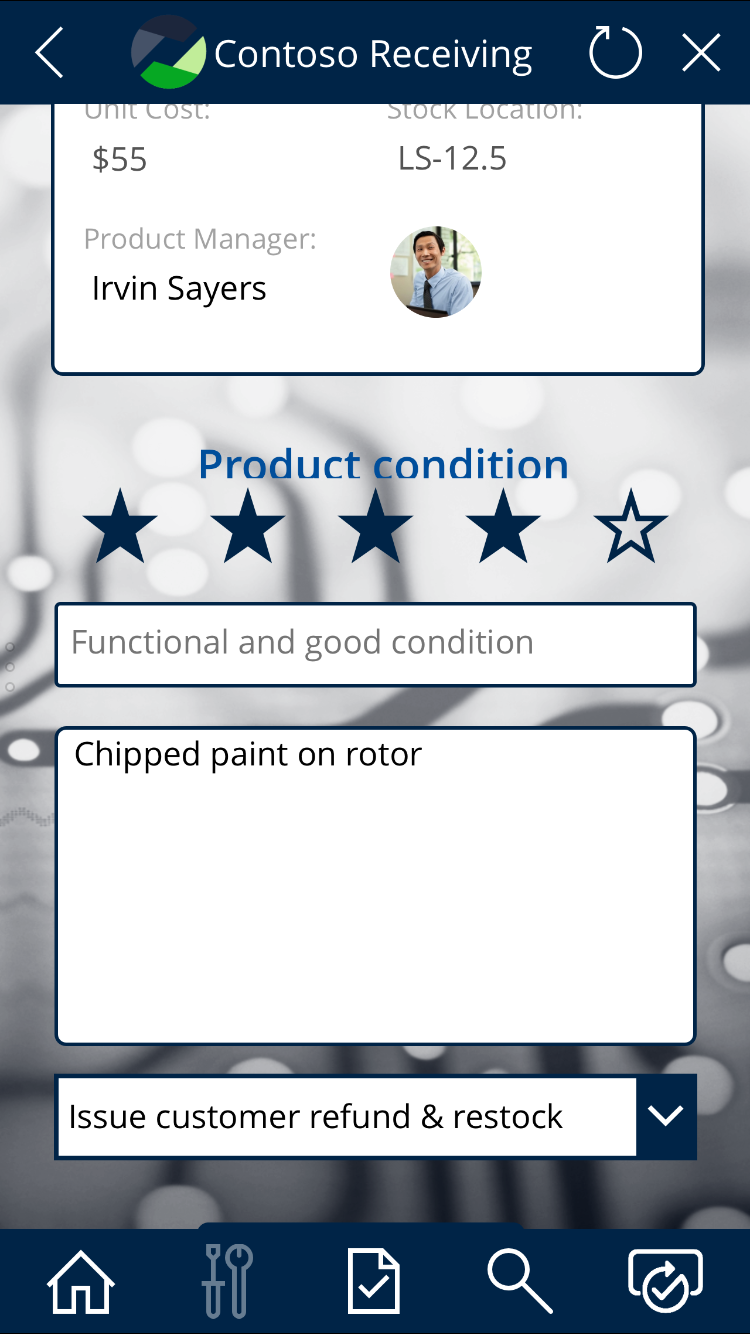 Contoso Receiving
Unit Cost: Stock Location:
$55 LS-12.5
Product Manager:
Irvin Sayers
Product condition
Functional and good condition
Chipped paint on rotor
Issue customer refund & restock